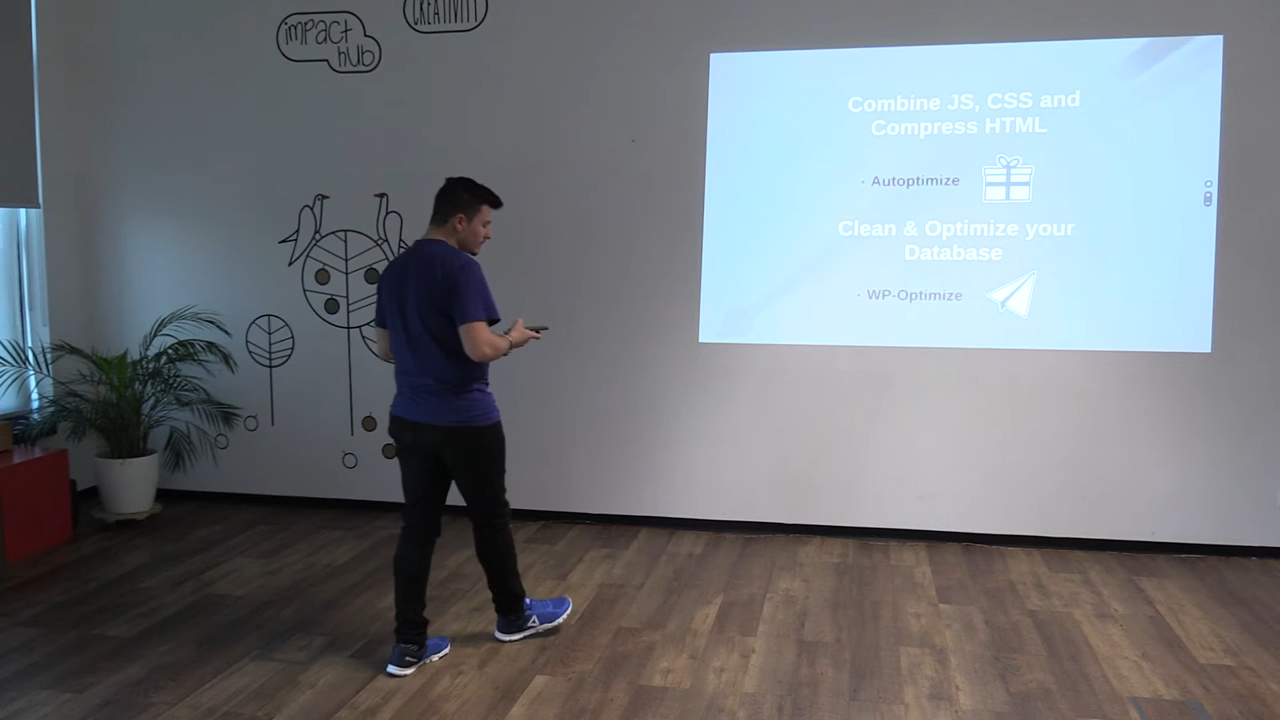 impact
hub
CREATIVITY
Combine JS, CSS and
Compress HTML
· Autoptimize
Clean & Optimize your
Database
· WP-Optimize